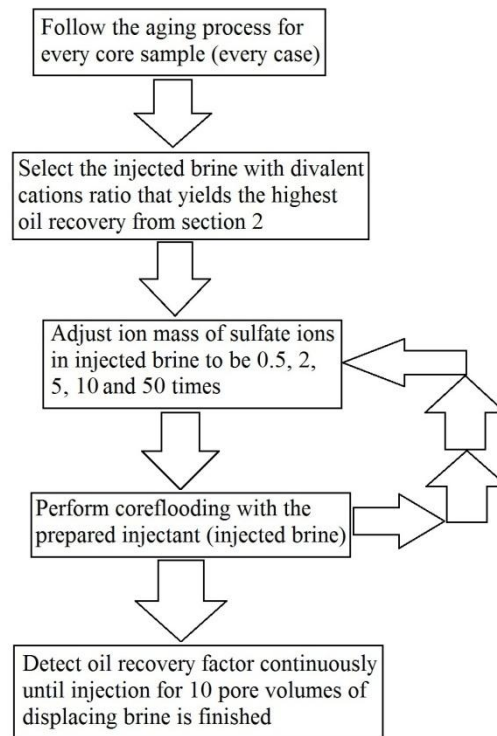 Follow the aging process for
every core sample (every case)
Select the injected brine with divalent
cations ratio that yields the highest
oil recovery from section 2
Adjust ion mass of sulfate ions
in injected brine to be 0.5, 2,
5, 10 and 50 times
Perform coreflooding with the
prepared injectant (injected brine)
Detect oil recovery factor continuously
until injection for 10 pore volumes of
displacing brine is finished